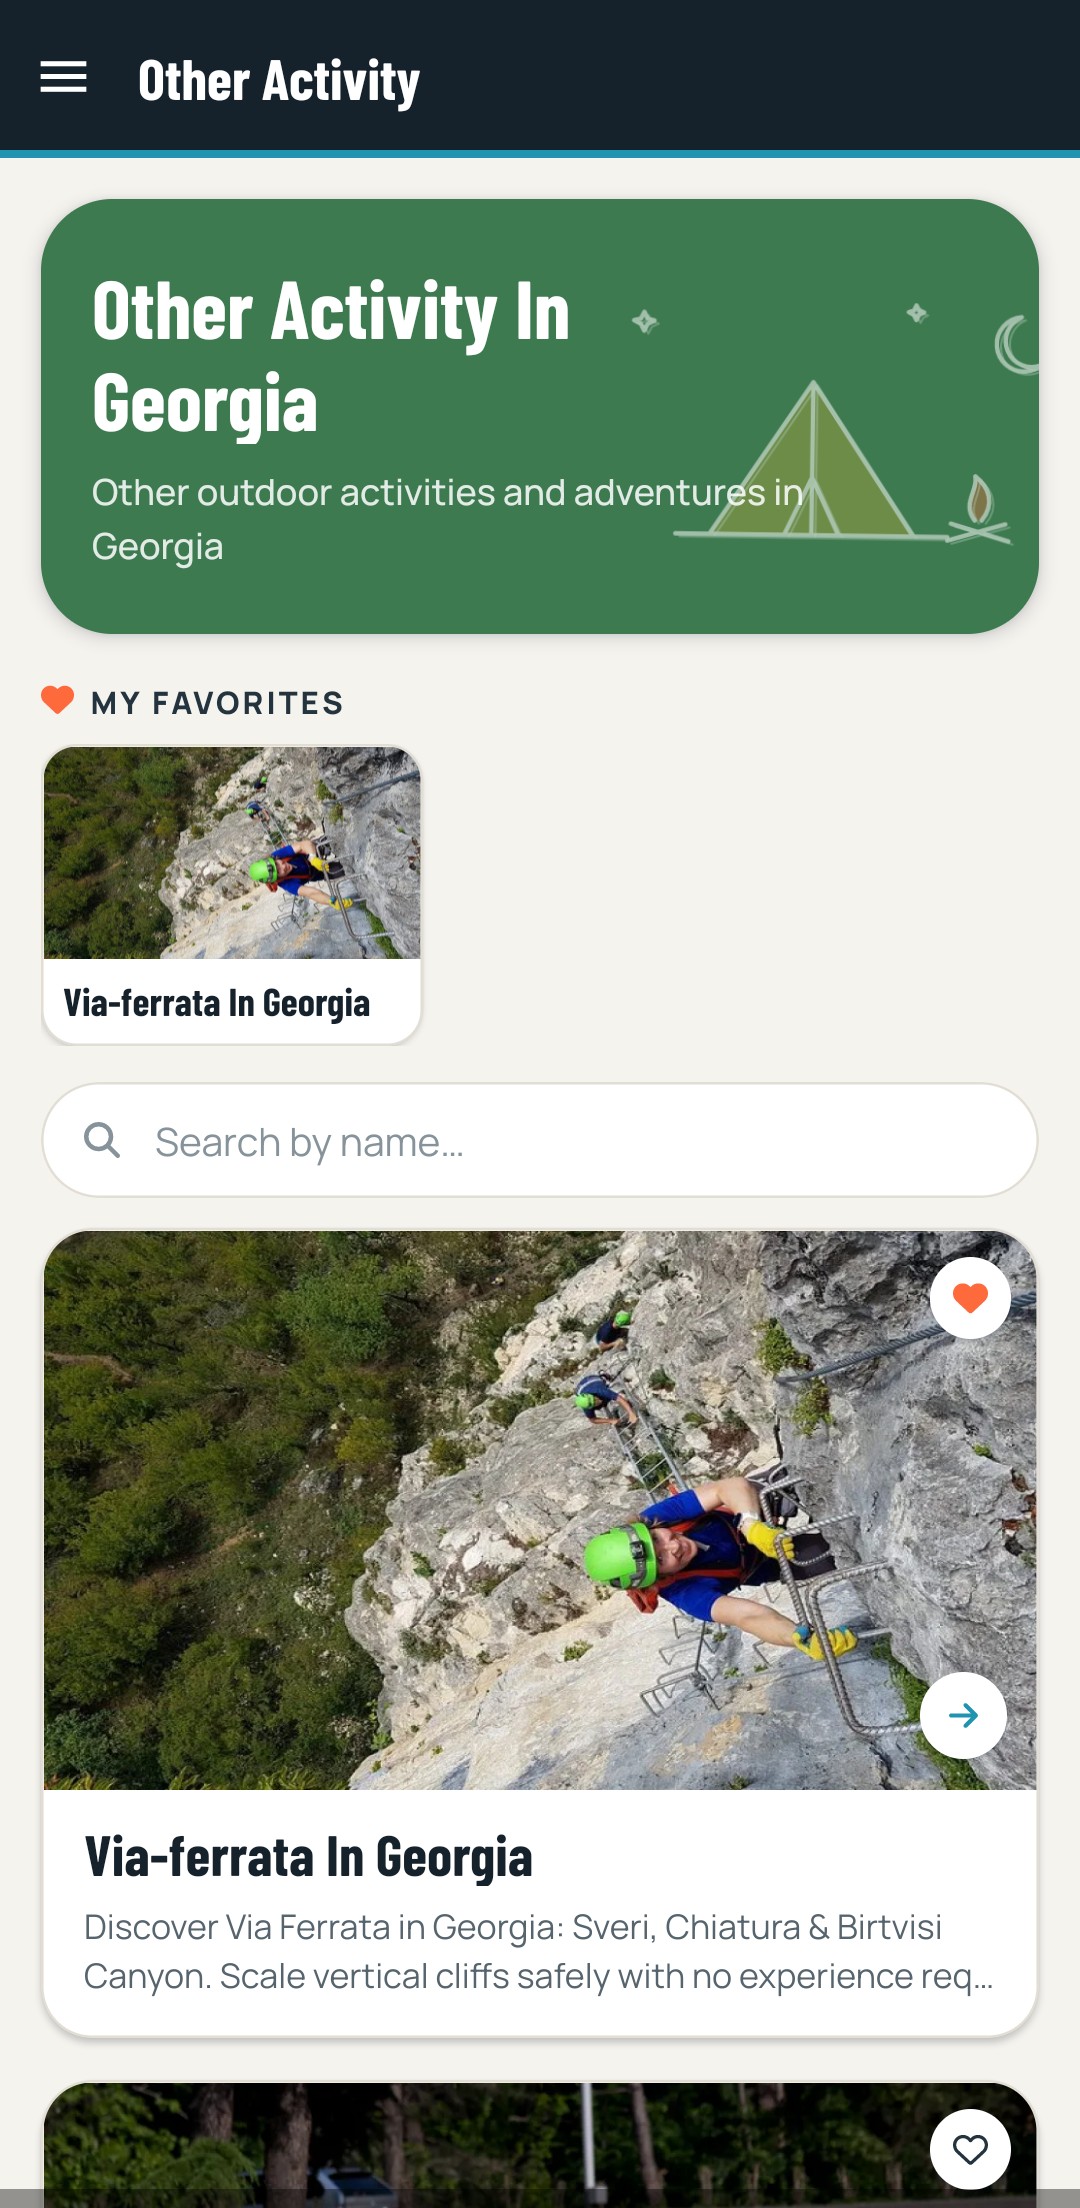 Other Activity
Other Activity In
Georgia
Other outdoor activities and adventures in
Georgia
MY FAVORITES
Via-ferrata In Georgia
Search by name...
Via-ferrata In Georgia
Discover Via Ferrata in Georgia: Sveri, Chiatura & Birtvisi
Canyon. Scale vertical cliffs safely with no experience req...